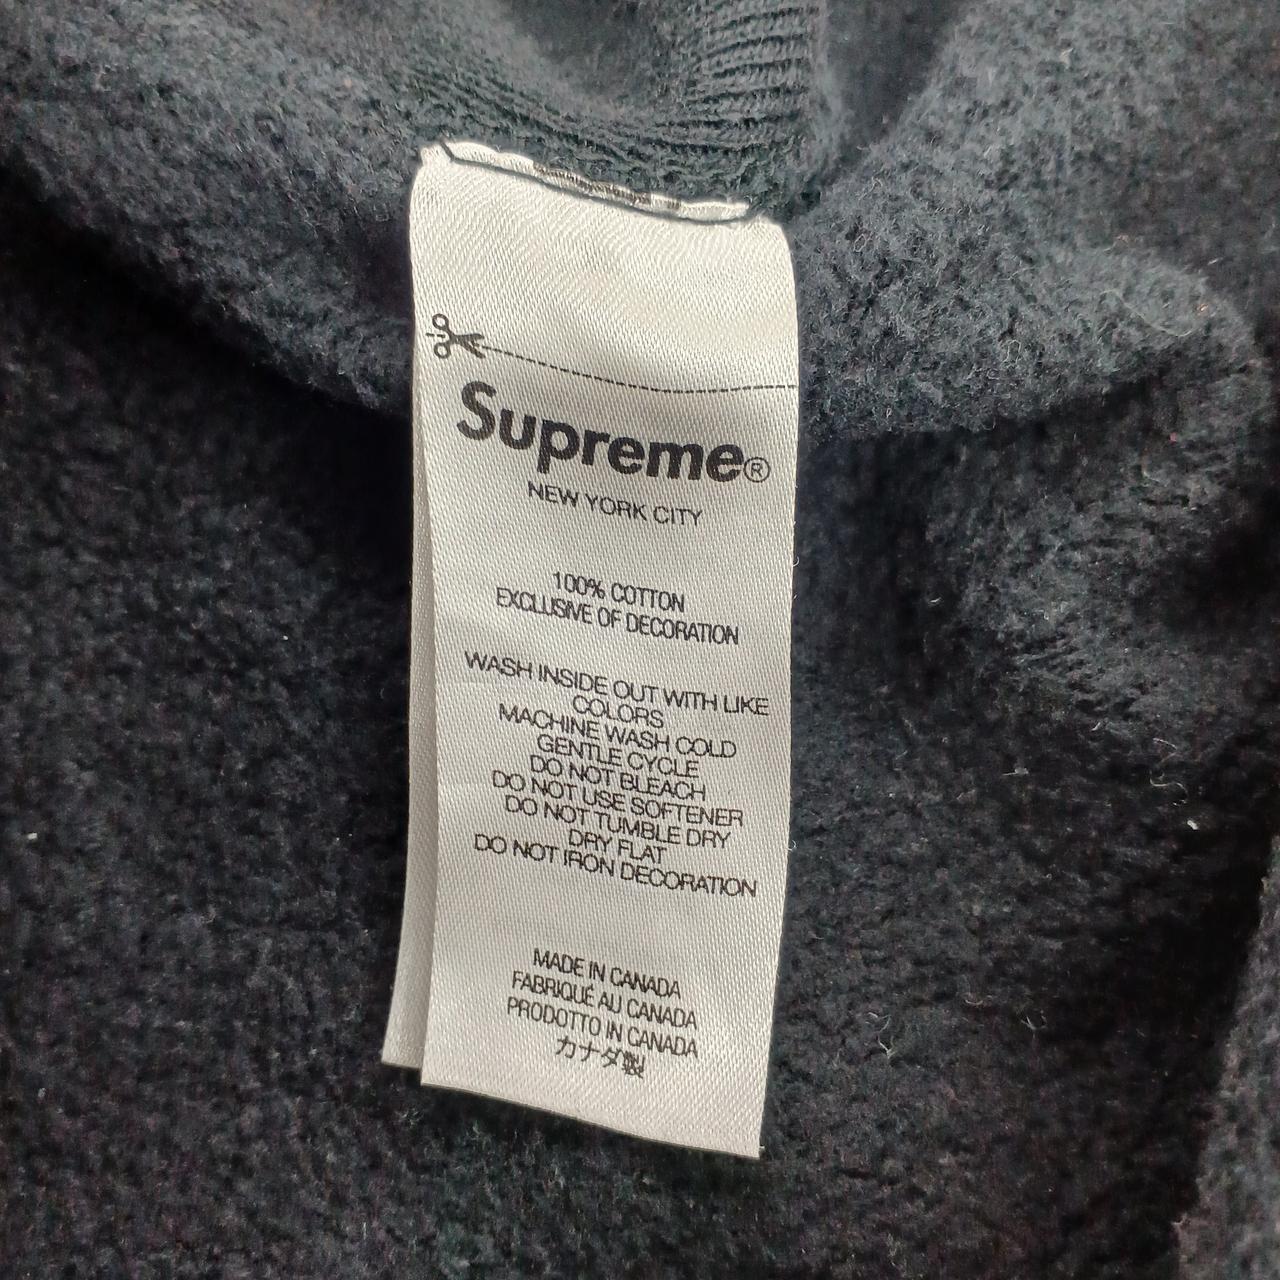 Supreme®
NEW YORK CITY
100% COTTON
EXCLUSIVE OF DECORATION
WASH INSIDE OUT WITH LIKE
COLORS
MACHINE WASH COLD
GENTLE CYCLE
DO NOT BLEACH
DO NOT USE SOFTENER
DO NOT TUMBLE DRY
DRY FLAT
DO NOT IRON DECORATION
MADE IN CANADA
FABRIQUÉ AU CANADA
PRODOTTO IN CANADA
カナダ製